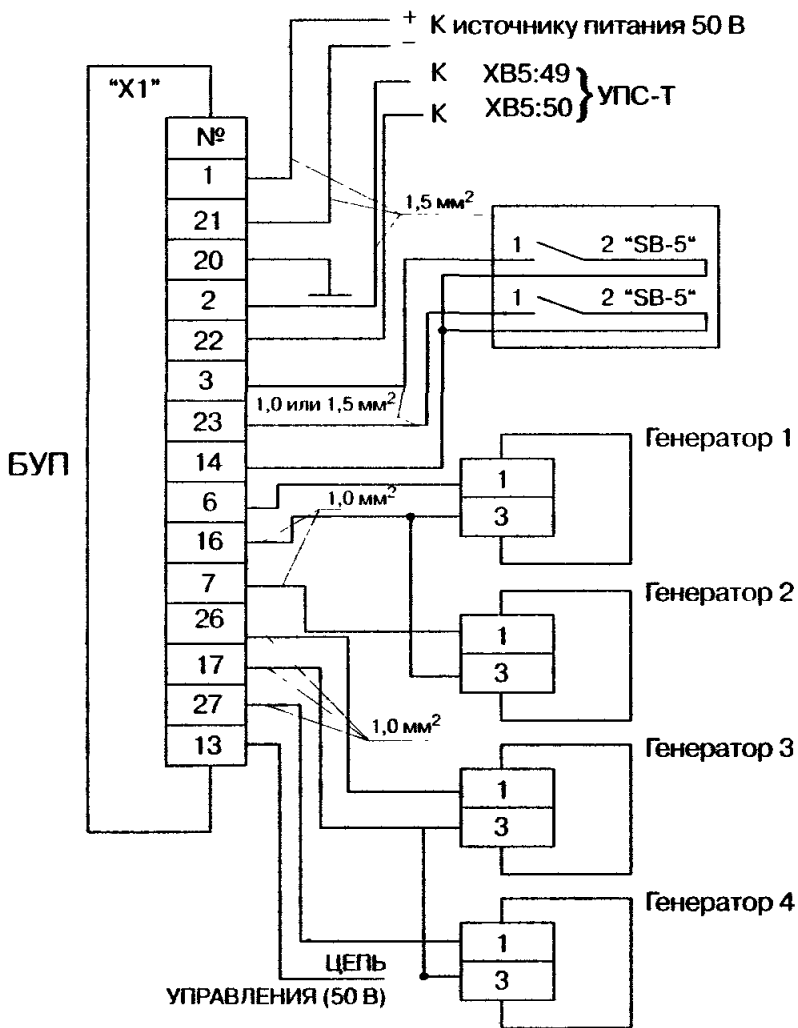 +
–
К источнику питания 50 В
К ХВ5:49
К ХВ5:50
} УПС-Т
"Х1"
№
1
21
20
2
22
3
23
14
6
16
7
26
17
27
13
БУП
1,5 мм²
1 2 "SB-5"
1 2 "SB-5"
1,0 или 1,5 мм²
Генератор 1
1
3
1,0 мм²
Генератор 2
1
3
1,0 мм²
Генератор 3
1
3
Генератор 4
1
3
ЦЕПЬ
УПРАВЛЕНИЯ (50 В)